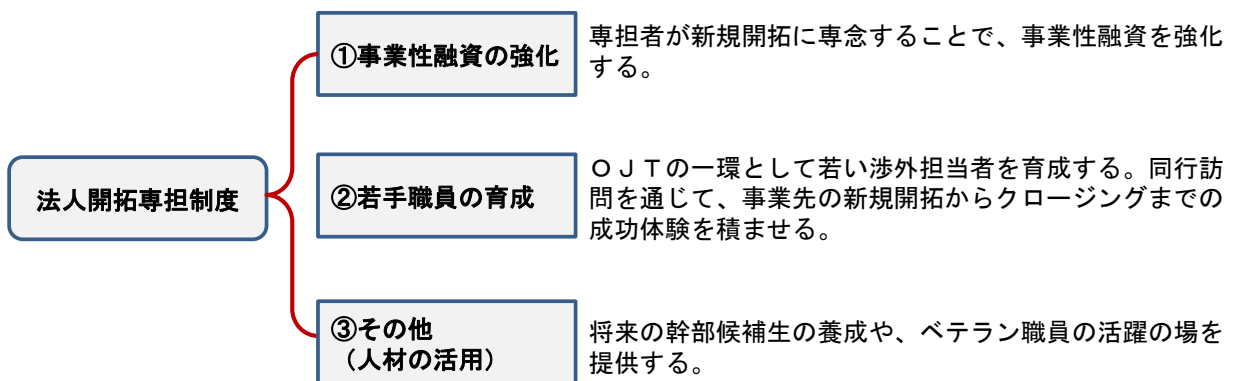 法人開拓専担制度
①事業性融資の強化
専担者が新規開拓に専念することで、事業性融資を強化
する。
②若手職員の育成
ＯＪＴの一環として若い渉外担当者を育成する。同行訪
問を通じて、事業先の新規開拓からクロージングまでの
成功体験を積ませる。
③その他
（人材の活用）
将来の幹部候補生の養成や、ベテラン職員の活躍の場を
提供する。